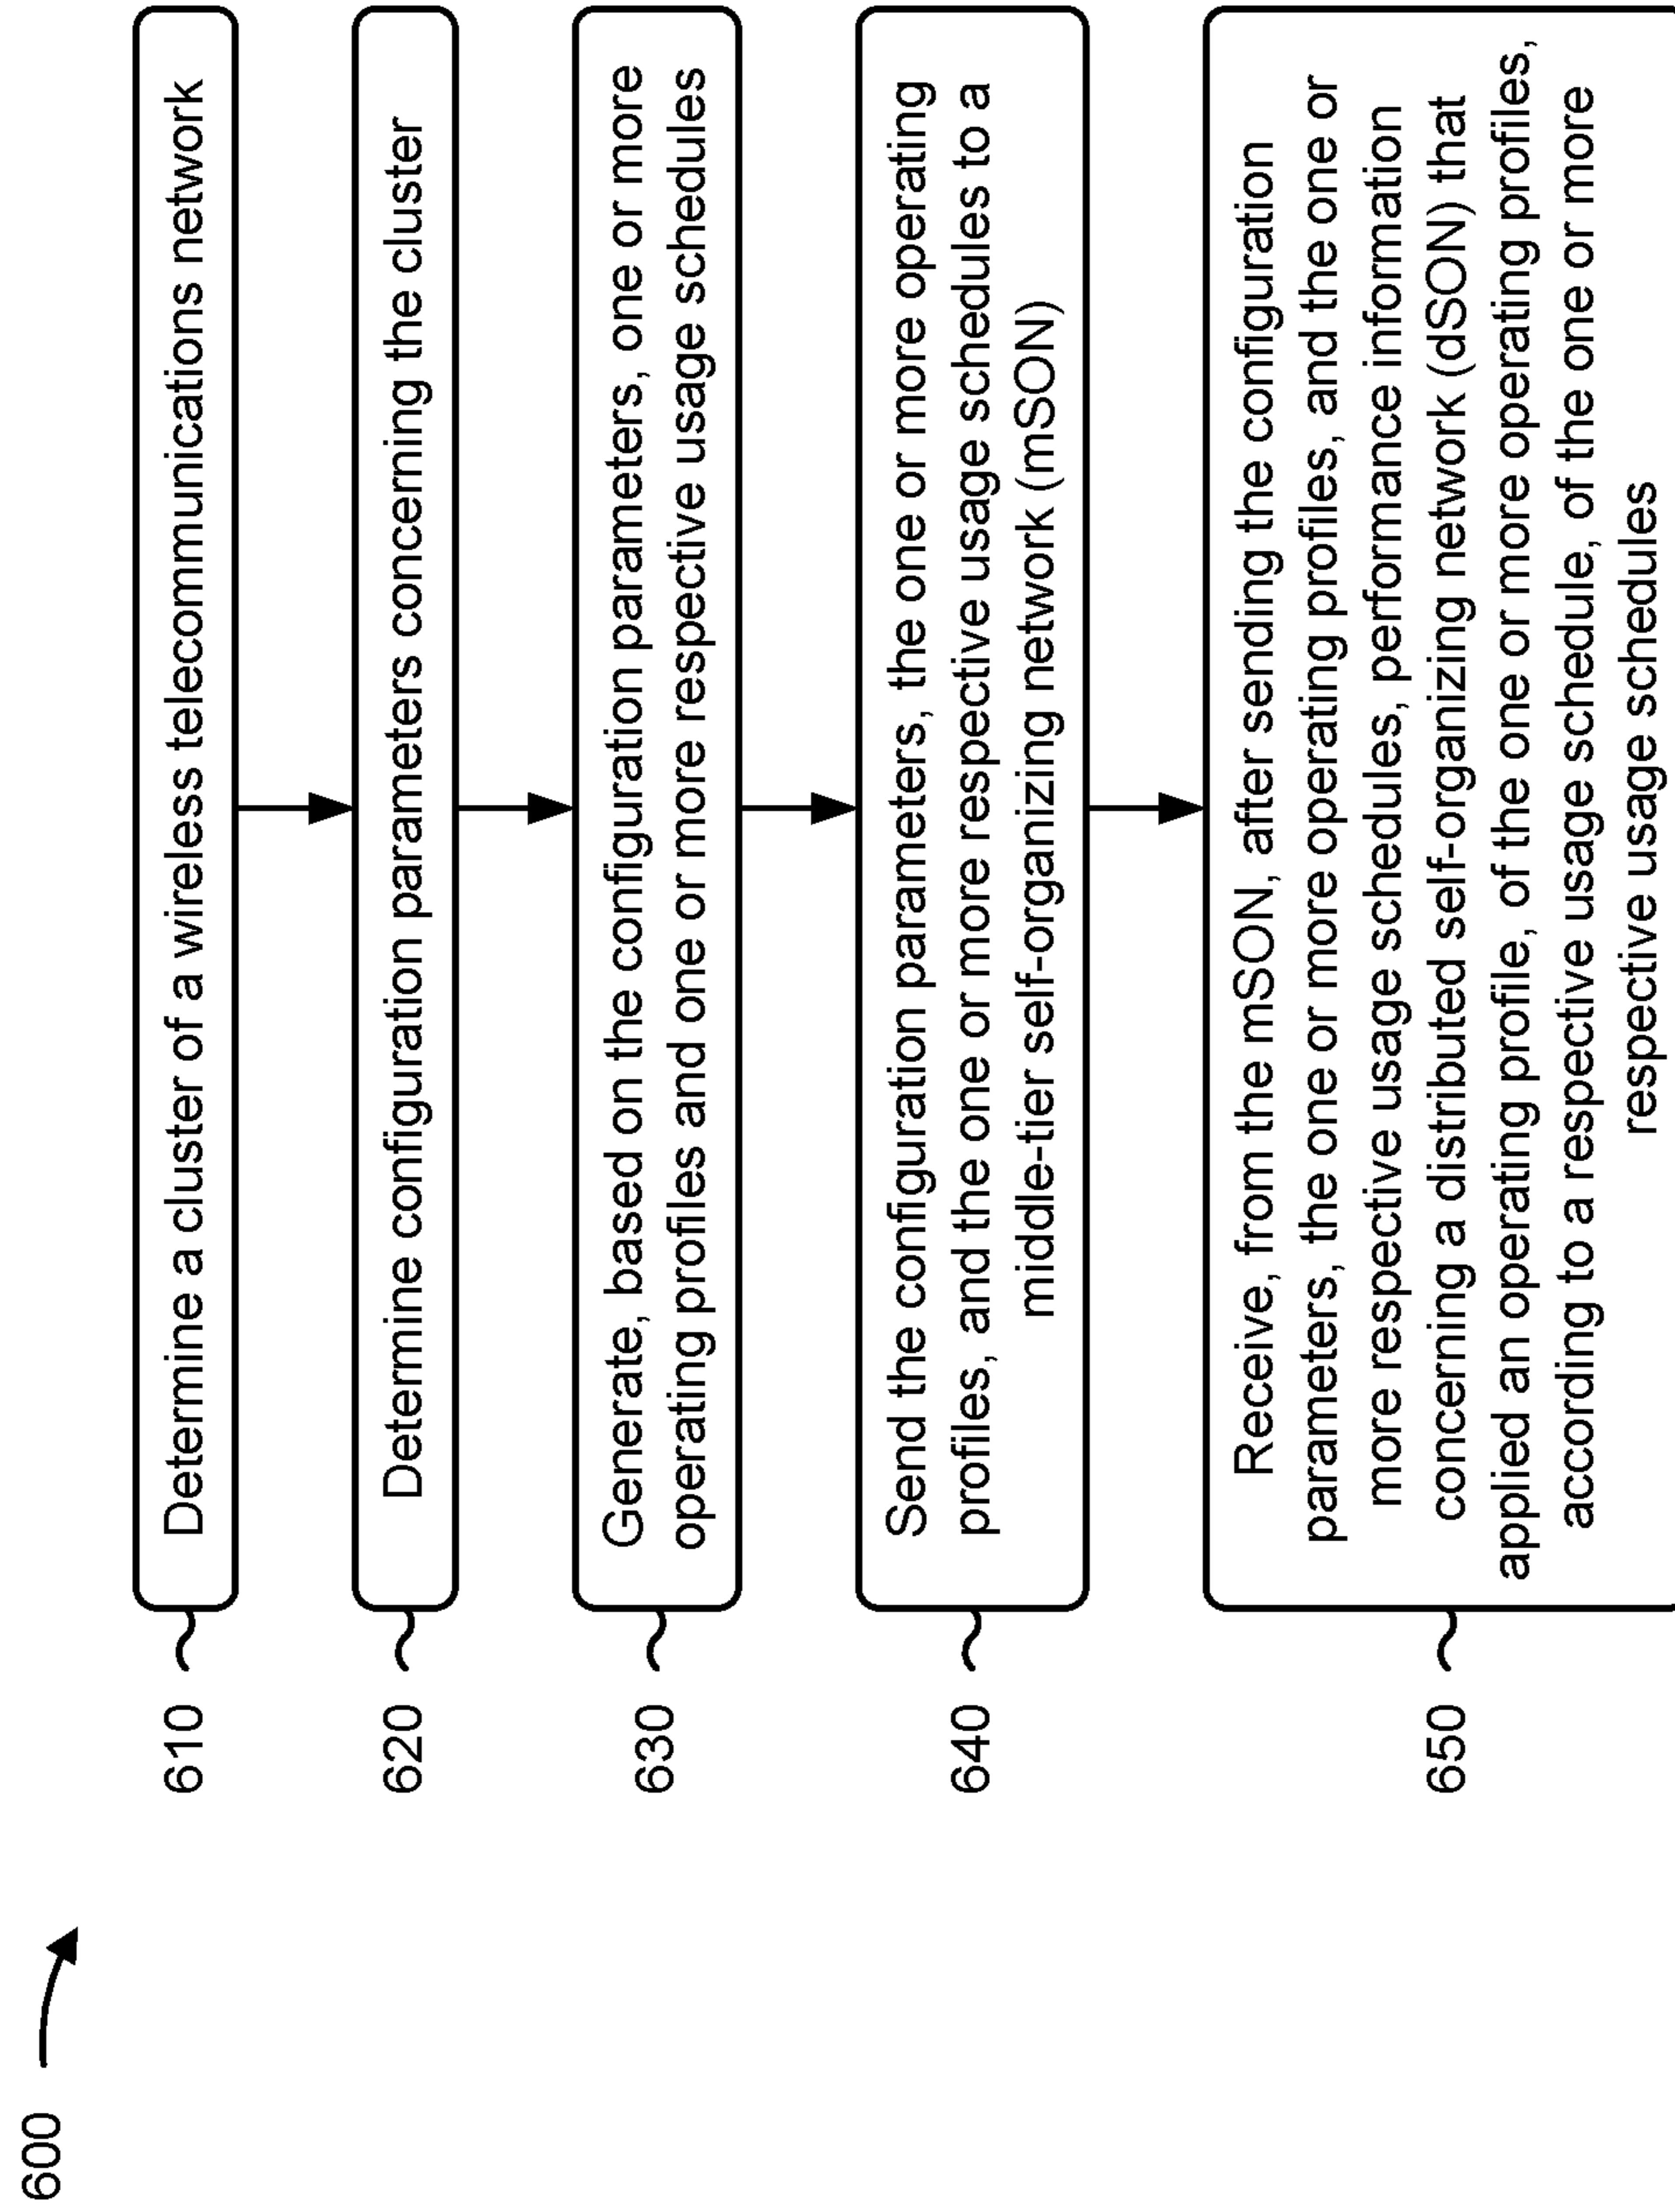 600
610
Determine a cluster of a wireless telecommunications network
620
Determine configuration parameters concerning the cluster
630
Generate, based on the configuration parameters, one or more
operating profiles and one or more respective usage schedules
640
Send the configuration parameters, the one or more operating
profiles, and the one or more respective usage schedules to a
middle-tier self-organizing network (mSON)
650
Receive, from the mSON, after sending the configuration
parameters, the one or more operating profiles, and the one or
more respective usage schedules, performance information
concerning a distributed self-organizing network (dSON) that
applied an operating profile, of the one or more operating profiles,
according to a respective usage schedule, of the one or more
respective usage schedules